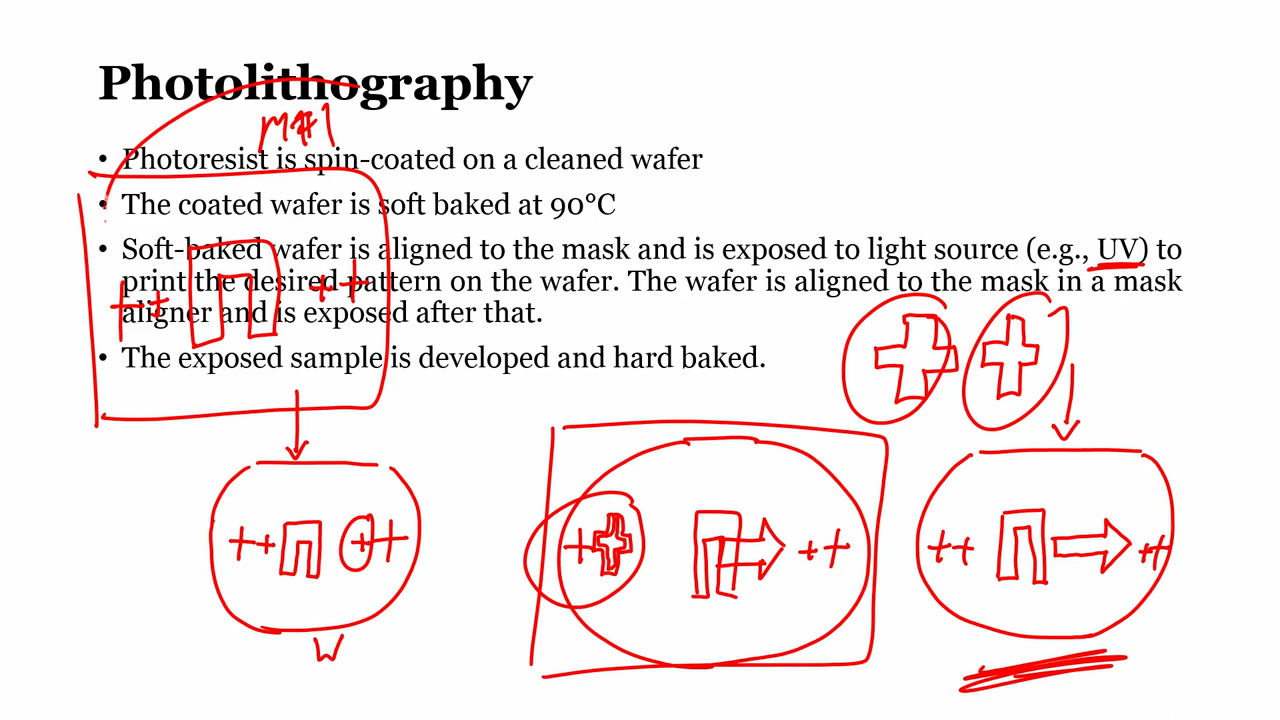 Photolithography
M#1
• Photoresist is spin-coated on a cleaned wafer
• The coated wafer is soft baked at 90°C
• Soft-baked wafer is aligned to the mask and is exposed to light source (e.g., UV) to
print the desired pattern on the wafer. The wafer is aligned to the mask in a mask
aligner and is exposed after that.
• The exposed sample is developed and hard baked.
W